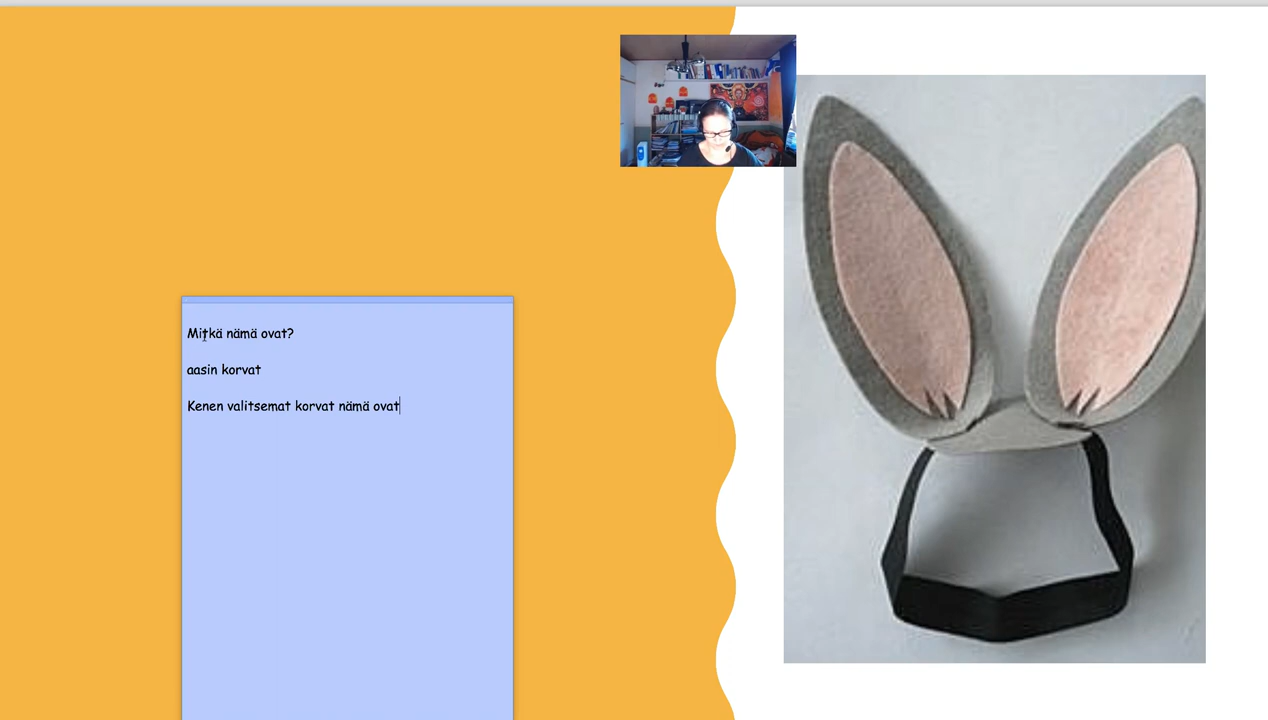 Mitkä nämä ovat?
aasin korvat
Kenen valitsemat korvat nämä ovat